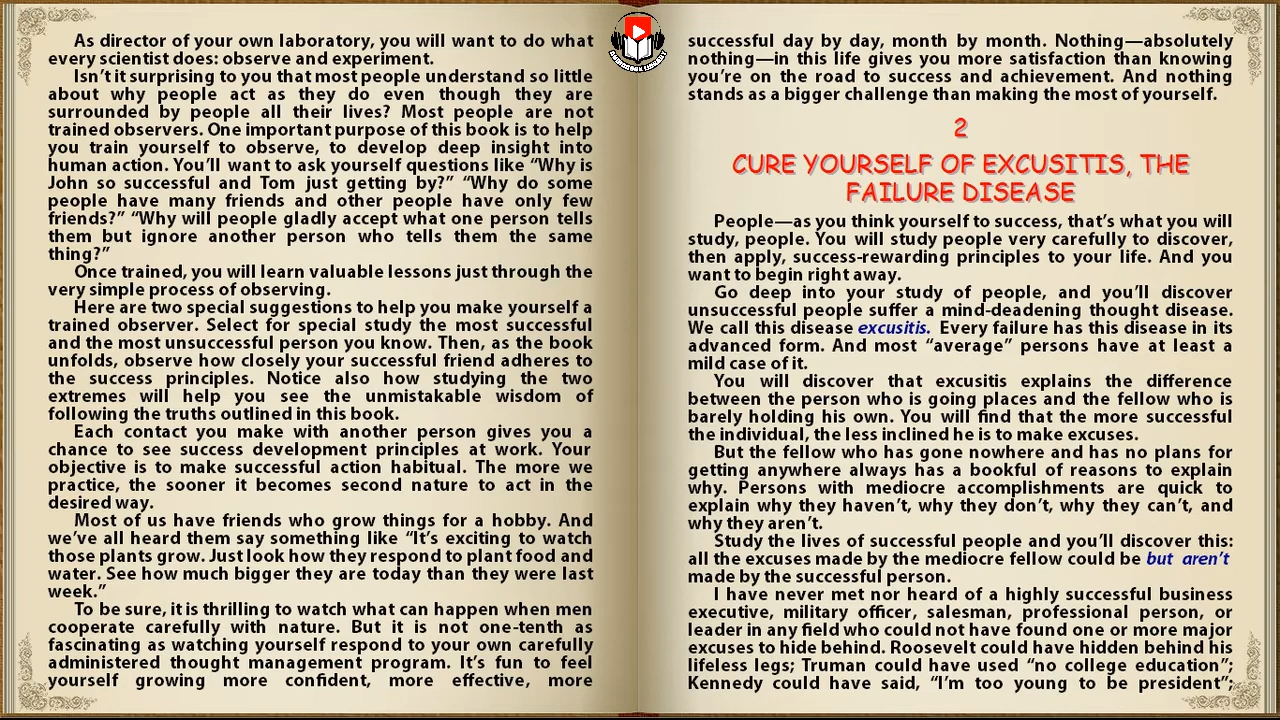 As director of your own laboratory, you will want to do what
every scientist does: observe and experiment.
Isn't it surprising to you that most people understand so little
about why people act as they do even though they are
surrounded by people all their lives? Most people are not
trained observers. One important purpose of this book is to help
you train yourself to observe, to develop deep insight into
human action. You'll want to ask yourself questions like “Why is
John so successful and Tom just getting by?” “Why do some
people have many friends and other people have only few
friends?” “Why will people gladly accept what one person tells
them but ignore another person who tells them the same
thing?”
Once trained, you will learn valuable lessons just through the
very simple process of observing.
Here are two special suggestions to help you make yourself a
trained observer. Select for special study the most successful
and the most unsuccessful person you know. Then, as the book
unfolds, observe how closely your successful friend adheres to
the success principles. Notice also how studying the two
extremes will help you see the unmistakable wisdom of
following the truths outlined in this book.
Each contact you make with another person gives you a
chance to see success development principles at work. Your
objective is to make successful action habitual. The more we
practice, the sooner it becomes second nature to act in the
desired way.
Most of us have friends who grow things for a hobby. And
we've all heard them say something like “It's exciting to watch
those plants grow. Just look how they respond to plant food and
water. See how much bigger they are today than they were last
week.”
To be sure, it is thrilling to watch what can happen when men
cooperate carefully with nature. But it is not one-tenth as
fascinating as watching yourself respond to your own carefully
administered thought management program. It's fun to feel
yourself growing more confident, more effective, more
successful day by day, month by month. Nothing—absolutely
nothing—in this life gives you more satisfaction than knowing
you're on the road to success and achievement. And nothing
stands as a bigger challenge than making the most of yourself.
2
CURE YOURSELF OF EXCUSITIS, THE
FAILURE DISEASE
People—as you think yourself to success, that's what you will
study, people. You will study people very carefully to discover,
then apply, success-rewarding principles to your life. And you
want to begin right away.
Go deep into your study of people, and you'll discover
unsuccessful people suffer a mind-deadening thought disease.
We call this disease excusitis. Every failure has this disease in its
advanced form. And most “average” persons have at least a
mild case of it.
You will discover that excusitis explains the difference
between the person who is going places and the fellow who is
barely holding his own. You will find that the more successful
the individual, the less inclined he is to make excuses.
But the fellow who has gone nowhere and has no plans for
getting anywhere always has a bookful of reasons to explain
why. Persons with mediocre accomplishments are quick to
explain why they haven't, why they don't, why they can't, and
why they aren't.
Study the lives of successful people and you'll discover this:
all the excuses made by the mediocre fellow could be but aren't
made by the successful person.
I have never met nor heard of a highly successful business
executive, military officer, salesman, professional person, or
leader in any field who could not have found one or more major
excuses to hide behind. Roosevelt could have hidden behind his
lifeless legs; Truman could have used “no college education”;
Kennedy could have said, “I'm too young to be president”;